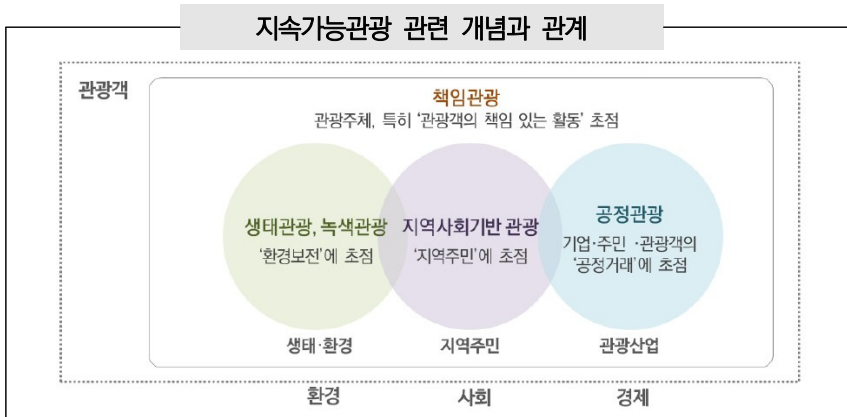 지속가능관광 관련 개념과 관계
관광객
책임관광
관광주체, 특히 '관광객의 책임 있는 활동' 초점
생태관광, 녹색관광
'환경보전'에 초점
지역사회기반 관광
'지역주민'에 초점
공정관광
기업·주민 ·관광객의
'공정거래'에 초점
생태·환경
지역주민
관광산업
환경
사회
경제